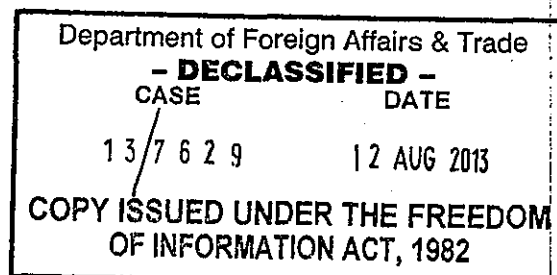 Department of Foreign Affairs & Trade
– DECLASSIFIED –
CASE DATE
13/7629 12 AUG 2013
COPY ISSUED UNDER THE FREEDOM
OF INFORMATION ACT, 1982